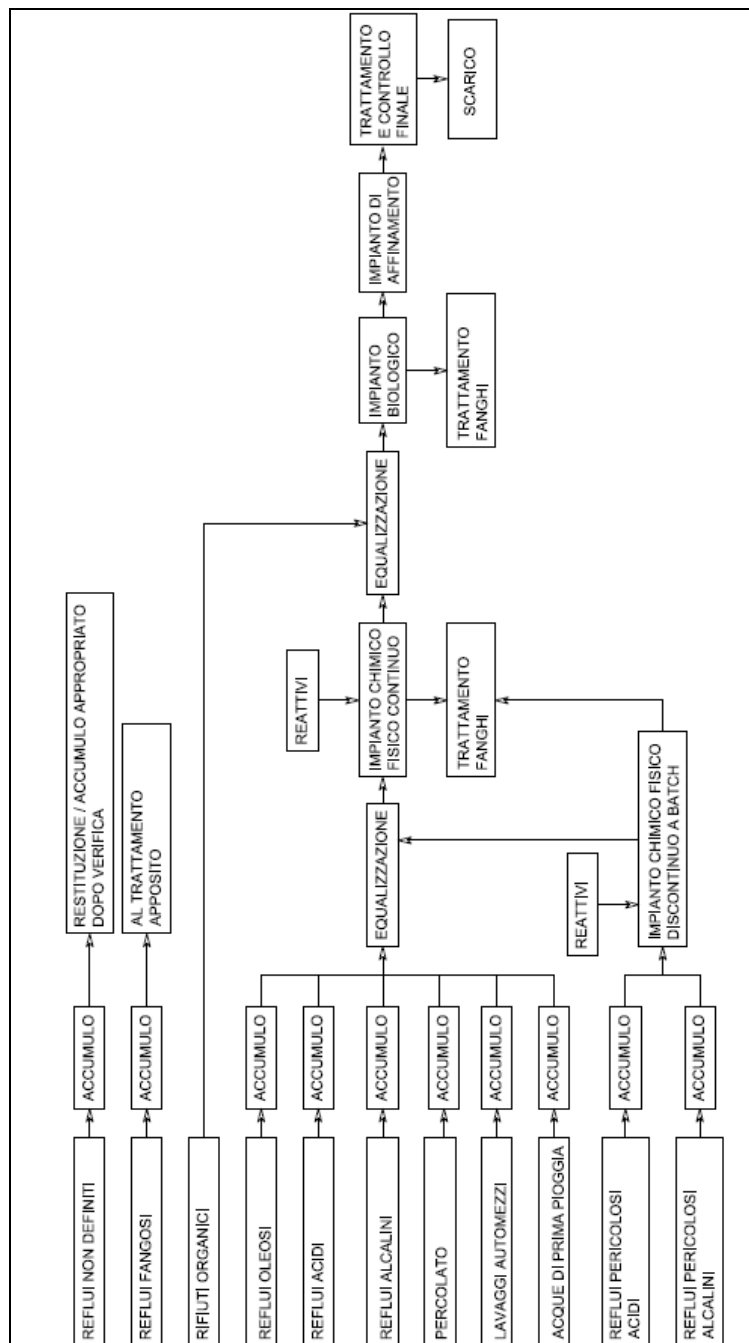 REFLUI NON DEFINITI
ACCUMULO
RESTITUZIONE / ACCUMULO APPROPRIATO
DOPO VERIFICA
REFLUI FANGOSI
ACCUMULO
AL TRATTAMENTO
APPOSITO
RIFIUTI ORGANICI
REFLUI OLEOSI
ACCUMULO
REFLUI ACIDI
ACCUMULO
REFLUI ALCALINI
ACCUMULO
PERCOLATO
ACCUMULO
LAVAGGI AUTOMEZZI
ACCUMULO
ACQUE DI PRIMA PIOGGIA
ACCUMULO
EQUALIZZAZIONE
REATTIVI
IMPIANTO CHIMICO
FISICO CONTINUO
TRATTAMENTO
FANGHI
EQUALIZZAZIONE
IMPIANTO
BIOLOGICO
TRATTAMENTO
FANGHI
IMPIANTO DI
AFFINAMENTO
TRATTAMENTO
E CONTROLLO
FINALE
SCARICO
REFLUI PERICOLOSI
ACIDI
ACCUMULO
REFLUI PERICOLOSI
ALCALINI
ACCUMULO
REATTIVI
IMPIANTO CHIMICO FISICO
DISCONTINUO A BATCH